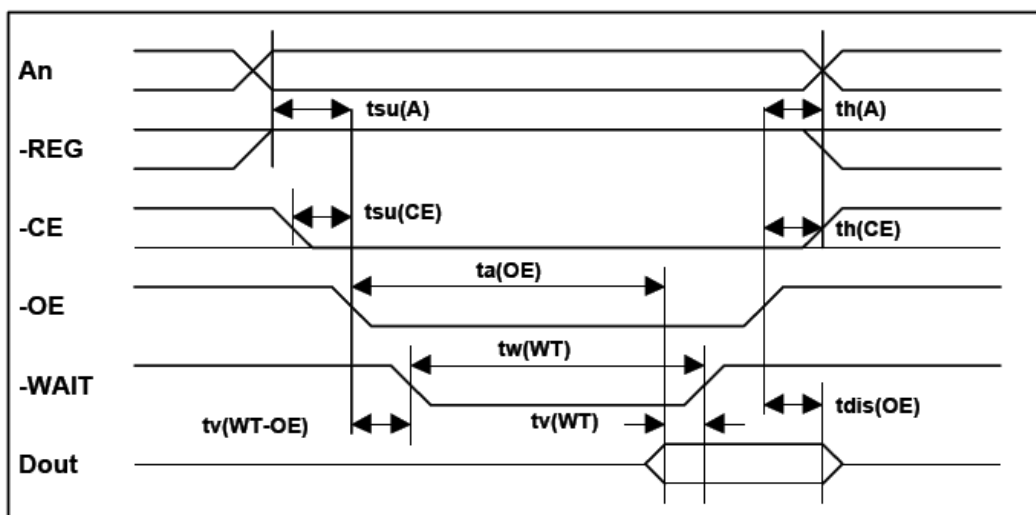 An
tsu(A)
th(A)
-REG
tsu(CE)
-CE
th(CE)
ta(OE)
-OE
tw(WT)
-WAIT
tdis(OE)
tv(WT-OE)
tv(WT)
Dout